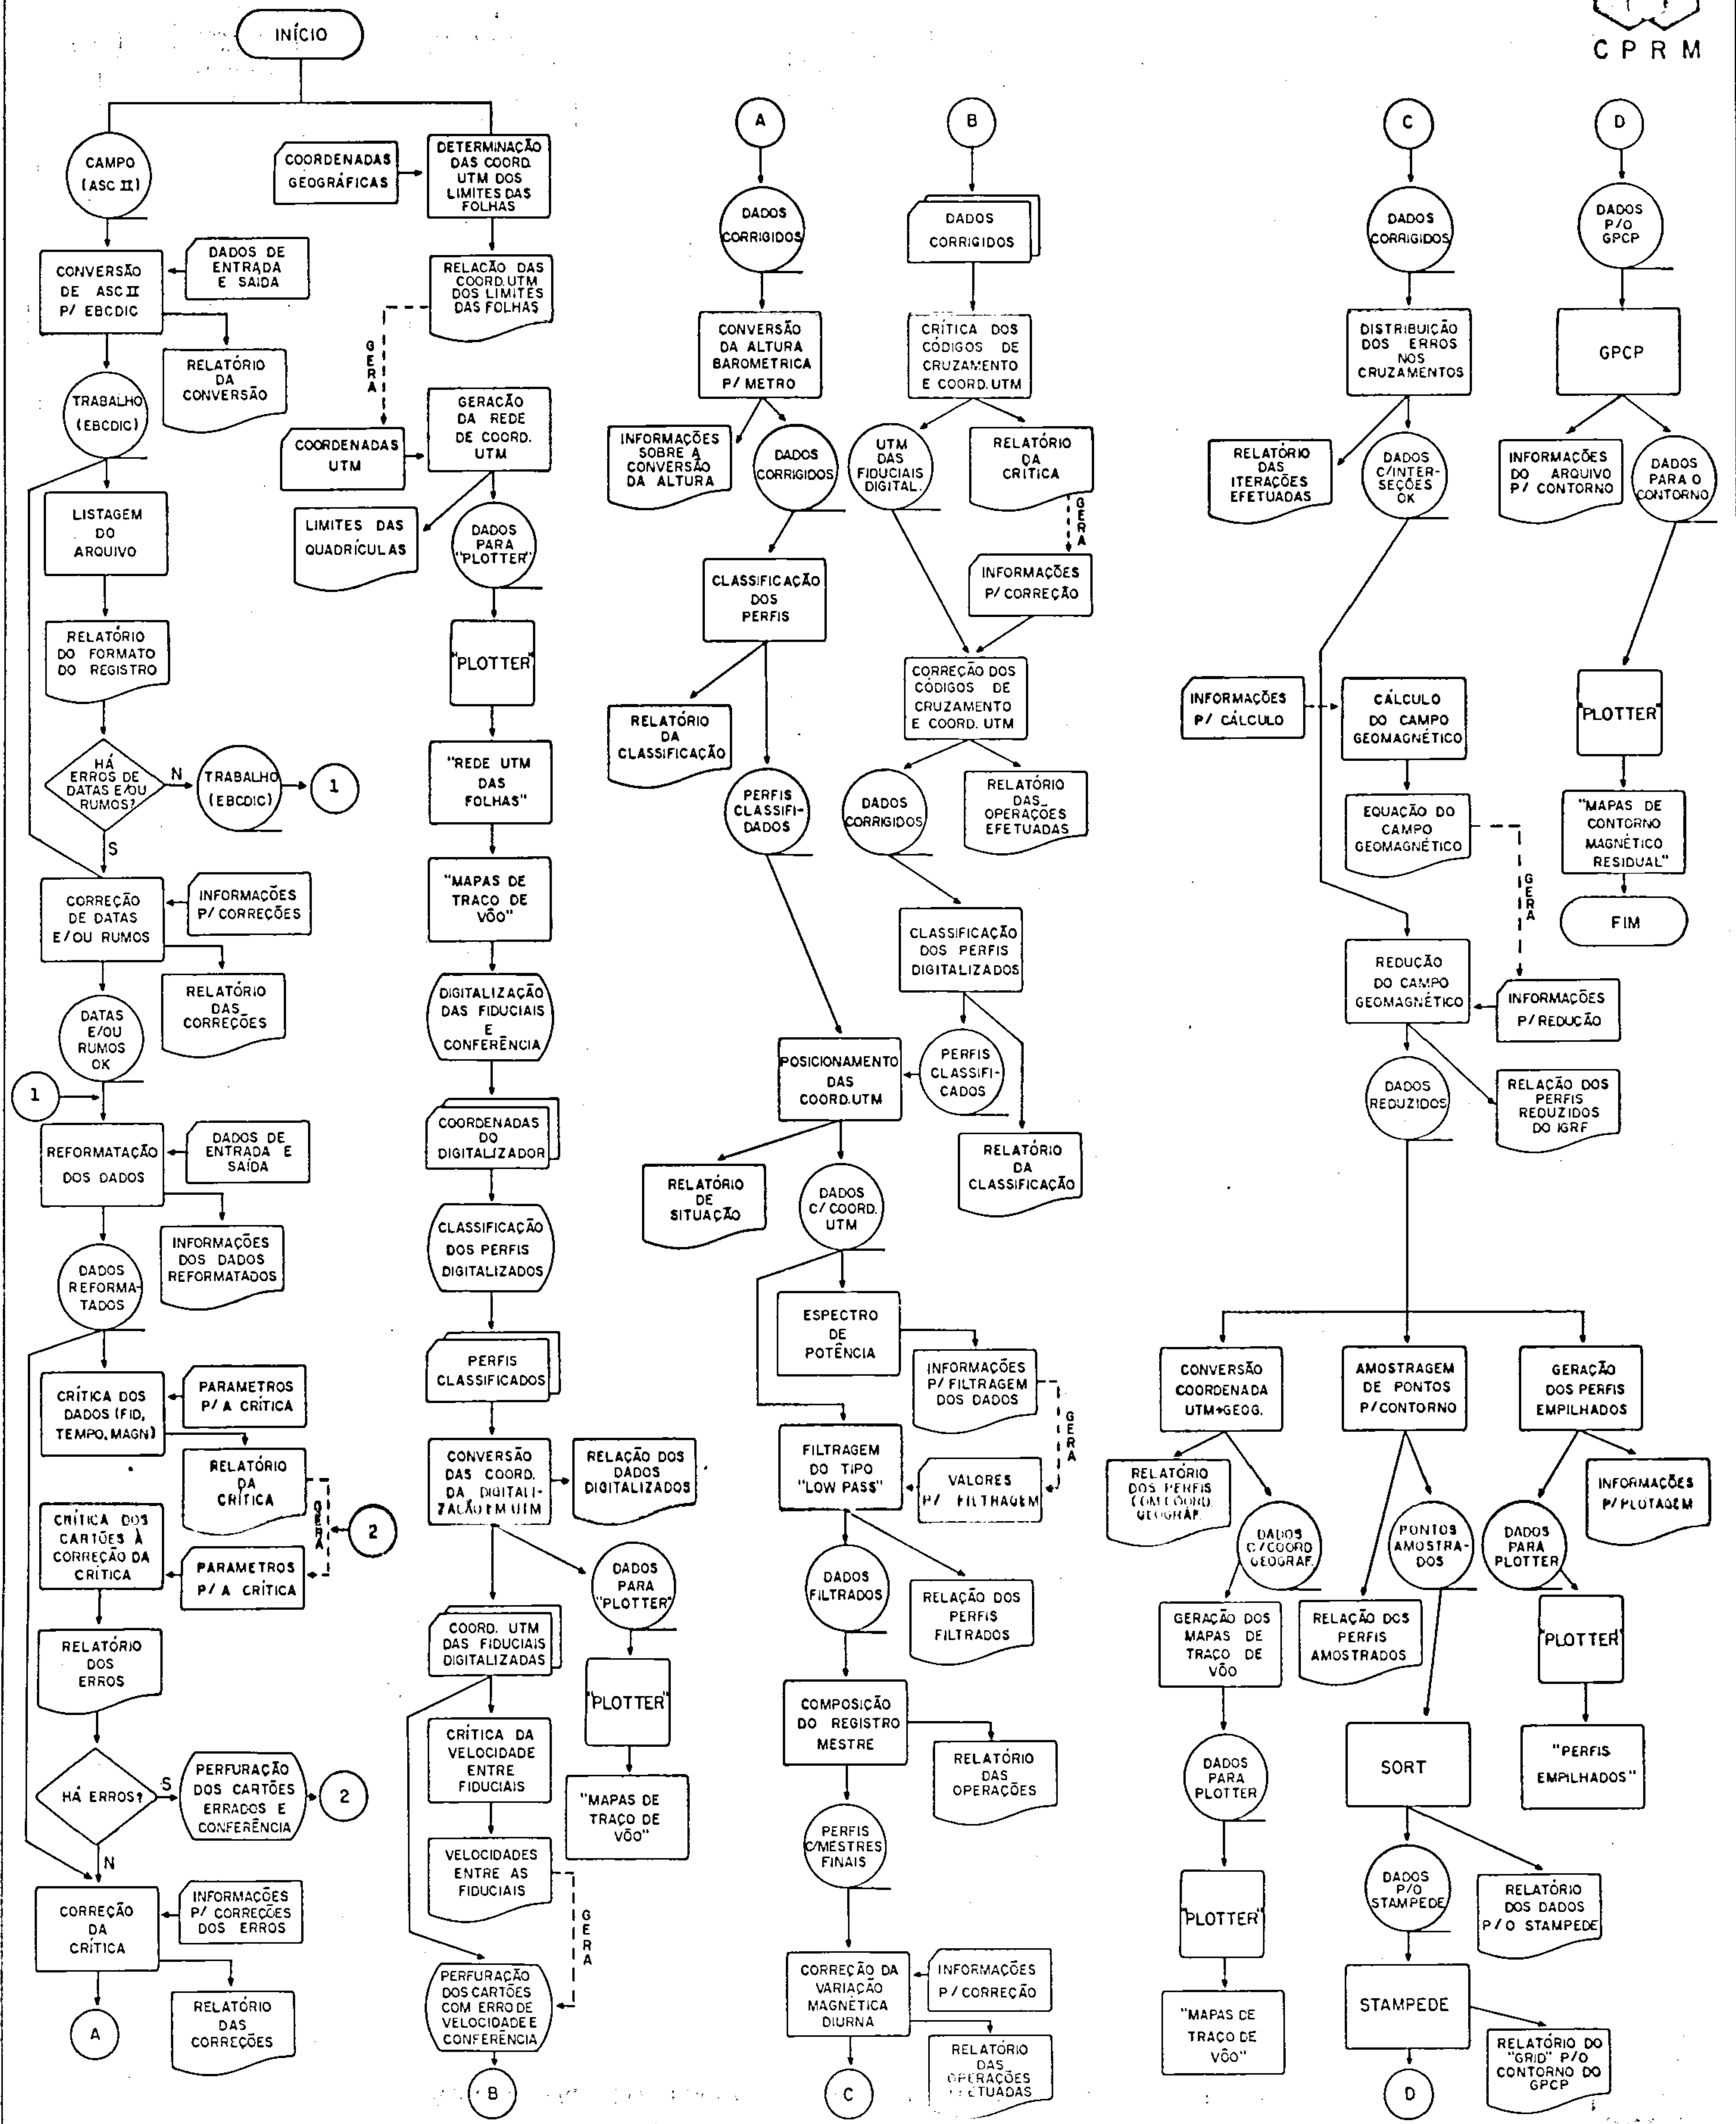 CPRM
INÍCIO
CAMPO
(ASC II)
CONVERSÃO
DE ASC II
P/ EBCDIC
DADOS DE
ENTRADA
E SAÍDA
RELATÓRIO
DA
CONVERSÃO
TRABALHO
(EBCDIC)
LISTAGEM
DO
ARQUIVO
RELATÓRIO
DO FORMATO
DO REGISTRO
HÁ
ERROS DE
DATAS E/OU
RUMOS?
N
TRABALHO
(EBCDIC)
1
S
CORREÇÃO
DE DATAS
E/OU RUMOS
INFORMAÇÕES
P/ CORREÇÕES
RELATÓRIO
DAS
CORREÇÕES
DATAS
E/OU
RUMOS
OK
1
REFORMATAÇÃO
DOS DADOS
DADOS DE
ENTRADA E
SAÍDA
INFORMAÇÕES
DOS DADOS
REFORMATADOS
DADOS
REFORMA-
TADOS
CRÍTICA DOS
DADOS (FID,
TEMPO, MAGN)
PARAMETROS
P/ A CRÍTICA
RELATÓRIO
DA
CRÍTICA
GERA
2
CRÍTICA DOS
CARTÕES À
CORREÇÃO DA
CRÍTICA
PARAMETROS
P/ A CRÍTICA
RELATÓRIO
DOS
ERROS
HÁ ERROS?
S
PERFURAÇÃO
DOS CARTÕES
ERRADOS E
CONFERÊNCIA
2
N
CORREÇÃO
DA
CRÍTICA
INFORMAÇÕES
P/ CORREÇÕES
DOS ERROS
RELATÓRIO
DAS
CORREÇÕES
A
COORDENADAS
GEOGRÁFICAS
DETERMINAÇÃO
DAS COORD
UTM DOS
LIMITES DAS
FOLHAS
RELAÇÃO DAS
COORD. UTM
DOS LIMITES
DAS FOLHAS
GERA
COORDENADAS
UTM
GERAÇÃO
DA REDE
DE COORD.
UTM
LIMITES DAS
QUADRÍCULAS
DADOS
PARA
"PLOTTER"
"PLOTTER"
"REDE UTM
DAS
FOLHAS"
"MAPAS DE
TRAÇO DE
VÔO"
DIGITALIZAÇÃO
DAS FIDUCIAIS
E
CONFERÊNCIA
COORDENADAS
DO
DIGITALIZADOR
CLASSIFICAÇÃO
DOS PERFIS
DIGITALIZADOS
PERFIS
CLASSIFICADOS
CONVERSÃO
DAS COORD.
DA DIGITALI-
ZAÇÃO EM UTM
RELAÇÃO DOS
DADOS
DIGITALIZADOS
DADOS
PARA
"PLOTTER"
"PLOTTER"
"MAPAS DE
TRAÇO DE
VÔO"
COORD. UTM
DAS FIDUCIAIS
DIGITALIZADAS
CRÍTICA DA
VELOCIDADE
ENTRE
FIDUCIAIS
VELOCIDADES
ENTRE AS
FIDUCIAIS
GERA
PERFURAÇÃO
DOS CARTÕES
COM ERRO DE
VELOCIDADE E
CONFERÊNCIA
B
A
DADOS
CORRIGIDOS
CONVERSÃO
DA ALTURA
BAROMETRICA
P/ METRO
INFORMAÇÕES
SOBRE A
CONVERSÃO
DA ALTURA
DADOS
CORRIGIDOS
CLASSIFICAÇÃO
DOS
PERFIS
RELATÓRIO
DA
CLASSIFICAÇÃO
PERFIS
CLASSIFI-
DADOS
POSICIONAMENTO
DAS
COORD.UTM
RELATÓRIO
DE
SITUAÇÃO
DADOS
C/ COORD.
UTM
ESPECTRO
DE
POTÊNCIA
INFORMAÇÕES
P/ FILTRAGEM
DOS DADOS
GERA
FILTRAGEM
DO TIPO
"LOW PASS"
VALORES
P/ FILTRAGEM
DADOS
FILTRADOS
RELAÇÃO DOS
PERFIS
FILTRADOS
COMPOSIÇÃO
DO REGISTRO
MESTRE
RELATÓRIO
DAS
OPERAÇÕES
PERFIS
C/MESTRES
FINAIS
CORREÇÃO DA
VARIAÇÃO
MAGNÉTICA
DIURNA
INFORMAÇÕES
P/ CORREÇÃO
RELATÓRIO
DAS
OPERAÇÕES
EFETUADAS
C
B
DADOS
CORRIGIDOS
CRÍTICA DOS
CÓDIGOS DE
CRUZAMENTO
E COORD. UTM
UTM
DAS
FIDUCIAIS
DIGITAL.
RELATÓRIO
DA
CRITICA
GERA
INFORMAÇÕES
P/ CORREÇÃO
CORREÇÃO DOS
CÓDIGOS DE
CRUZAMENTO
E COORD. UTM
DADOS
CORRIGIDOS
RELATÓRIO
DAS
OPERAÇÕES
EFETUADAS
CLASSIFICAÇÃO
DOS PERFIS
DIGITALIZADOS
PERFIS
CLASSIFI-
CADOS
RELATÓRIO
DA
CLASSIFICAÇÃO
C
DADOS
CORRIGIDOS
DISTRIBUIÇÃO
DOS ERROS
NOS
CRUZAMENTOS
RELATÓRIO
DAS
ITERAÇÕES
EFETUADAS
DADOS
C/INTER-
SEÇÕES
OK
INFORMAÇÕES
P/ CÁLCULO
CÁLCULO
DO CAMPO
GEOMAGNÉTICO
EQUAÇÃO DO
CAMPO
GEOMAGNÉTICO
GERA
REDUÇÃO
DO CAMPO
GEOMAGNÉTICO
INFORMAÇÕES
P/REDUÇÃO
DADOS
REDUZIDOS
RELAÇÃO DOS
PERFIS
REDUZIDOS
DO IGRF
CONVERSÃO
COORDENADA
UTM→GEOG.
RELATÓRIO
DOS PERFIS
COM COORD.
GEOGRÁF.
DADOS
C/COORD
GEOGRAF.
GERAÇÃO DOS
MAPAS DE
TRAÇO DE
VÔO
DADOS
PARA
PLOTTER
"PLOTTER"
"MAPAS DE
TRAÇO DE
VÔO"
AMOSTRAGEM
DE PONTOS
P/CONTORNO
RELAÇÃO DOS
PERFIS
AMOSTRADOS
PONTOS
AMOSTRA-
DOS
SORT
DADOS
P/O
STAMPEDE
RELATÓRIO
DOS DADOS
P/O STAMPEDE
STAMPEDE
RELATÓRIO DO
"GRID" P/O
CONTORNO DO
GPCP
D
GERAÇÃO
DOS PERFIS
EMPILHADOS
INFORMAÇÕES
P/PLOTAGEM
DADOS
PARA
PLOTTER
"PLOTTER"
"PERFIS
EMPILHADOS"
D
DADOS
P/O
GPCP
GPCP
INFORMAÇÕES
DO ARQUIVO
P/ CONTORNO
DADOS
PARA O
CONTORNO
"PLOTTER"
"MAPAS DE
CONTORNO
MAGNÉTICO
RESIDUAL"
FIM